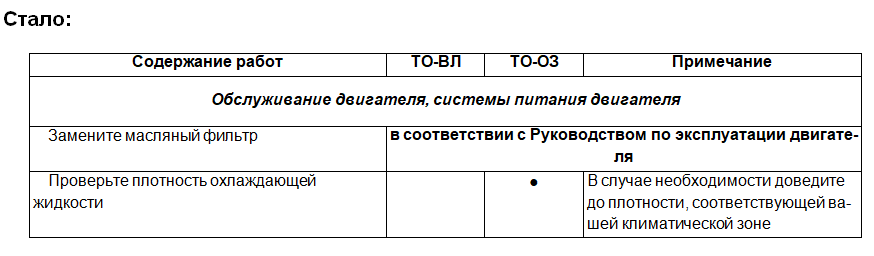 Стало:
Содержание работ ТО-ВЛ ТО-ОЗ Примечание
Обслуживание двигателя, системы питания двигателя
Замените масляный фильтр
в соответствии с Руководством по эксплуатации двигате-
ля
Проверьте плотность охлаждающей
жидкости
●
В случае необходимости доведите
до плотности, соответствующей ва-
шей климатической зоне